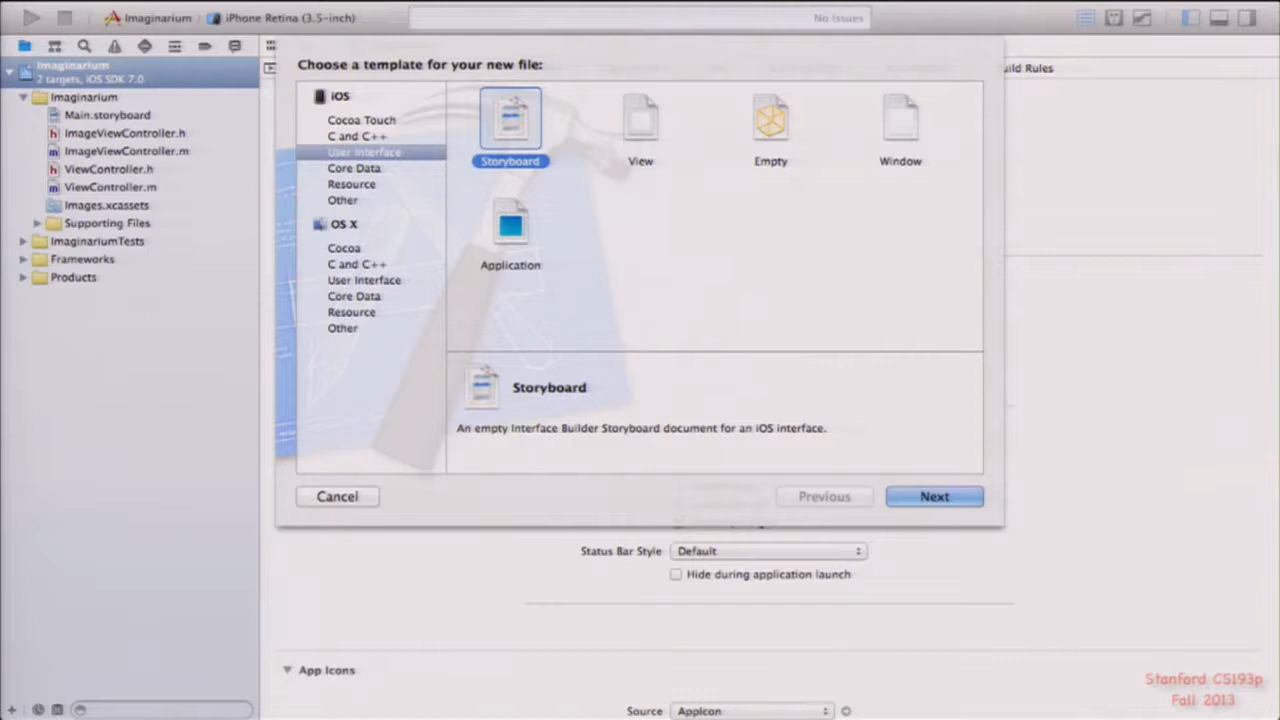 Imaginarium
iPhone Retina (3.5-inch)
No Issues
Imaginarium
2 targets, iOS SDK 7.0
Imaginarium
Main.storyboard
ImageViewController.h
ImageViewController.m
ViewController.h
ViewController.m
Images.xcassets
Supporting Files
ImaginariumTests
Frameworks
Products
Choose a template for your new file:
iOS
Cocoa Touch
C and C++
User Interface
Core Data
Resource
Other
OS X
Cocoa
C and C++
User Interface
Core Data
Resource
Other
Storyboard
View
Empty
Window
Application
Storyboard
An empty Interface Builder Storyboard document for an iOS interface.
Cancel
Previous
Next
uild Rules
Status Bar Style
Default
Hide during application launch
App Icons
Source
AppIcon
Stanford CS193p
Fall 2013